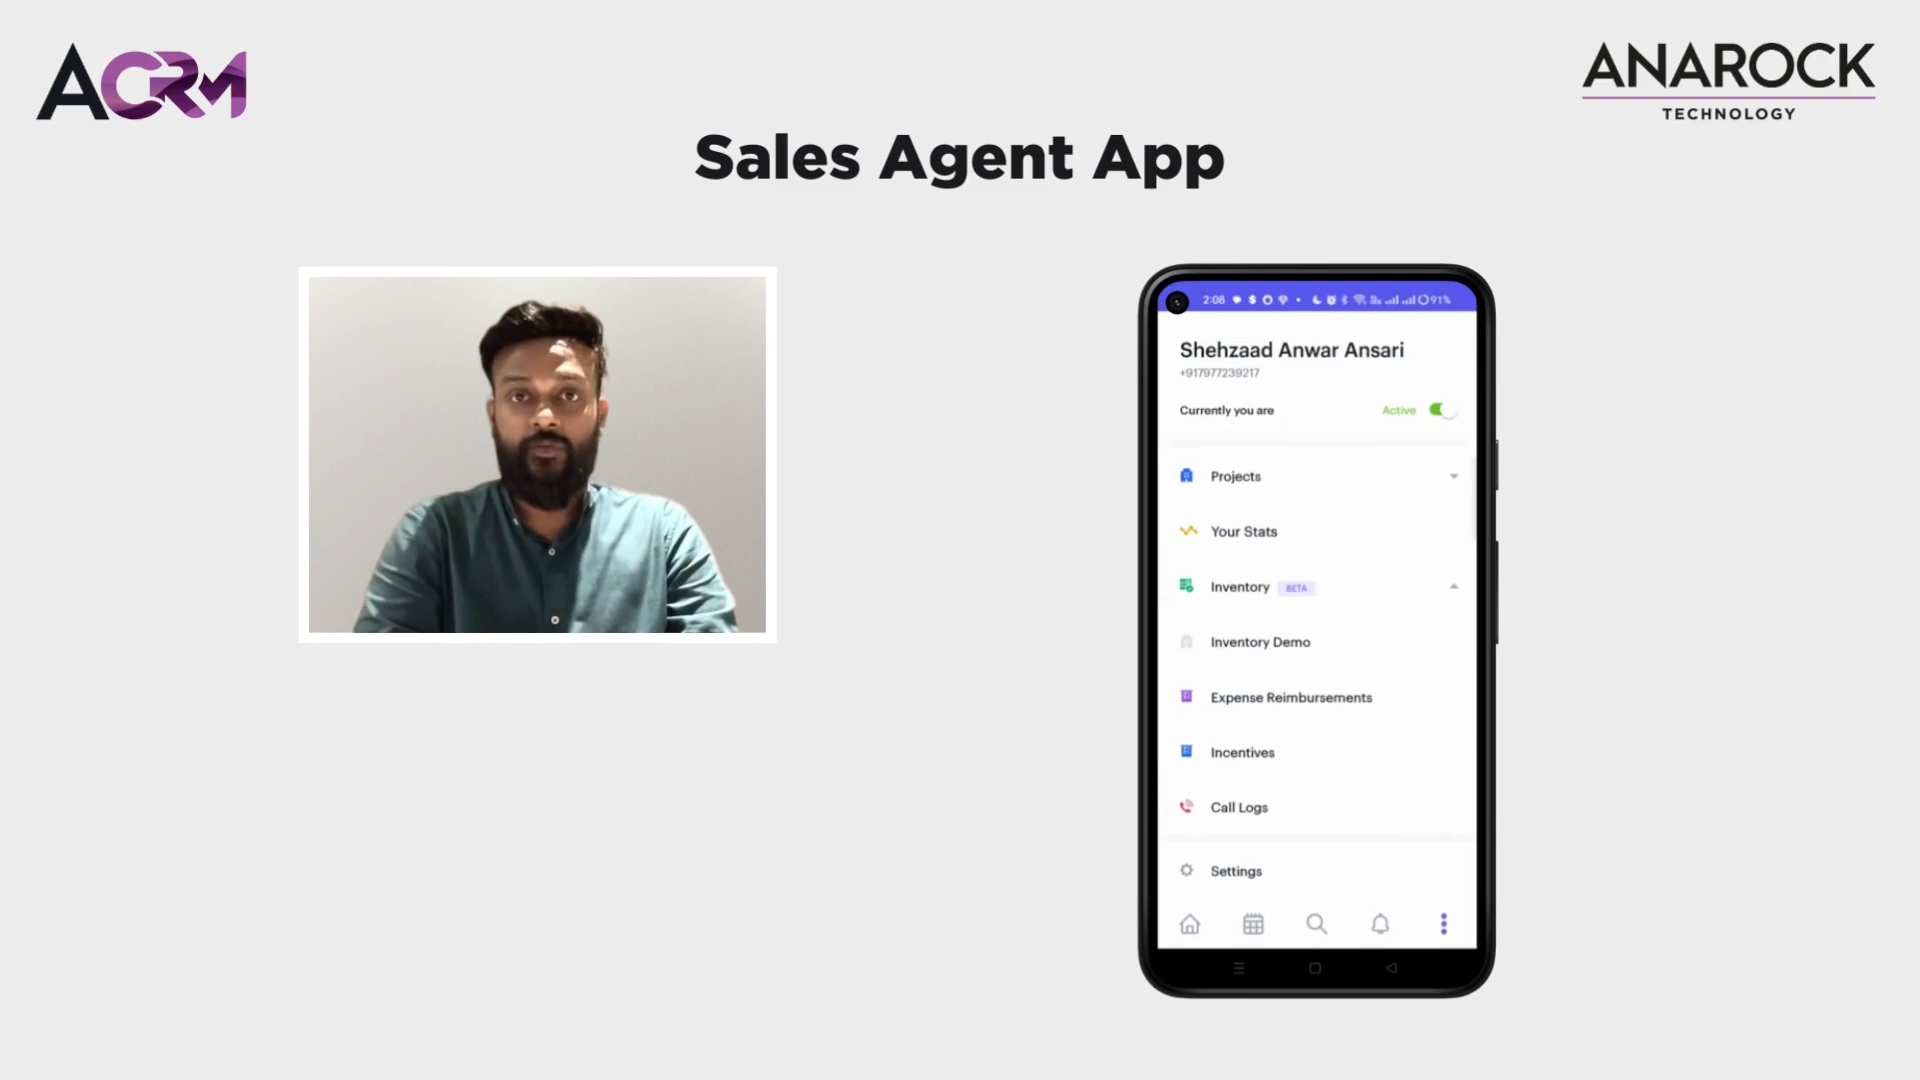 ACRM
ANAROCK
TECHNOLOGY
Sales Agent App
2:08
91%
Shehzaad Anwar Ansari
+917977239217
Currently you are
Active
Projects
Your Stats
Inventory BETA
Inventory Demo
Expense Reimbursements
Incentives
Call Logs
Settings